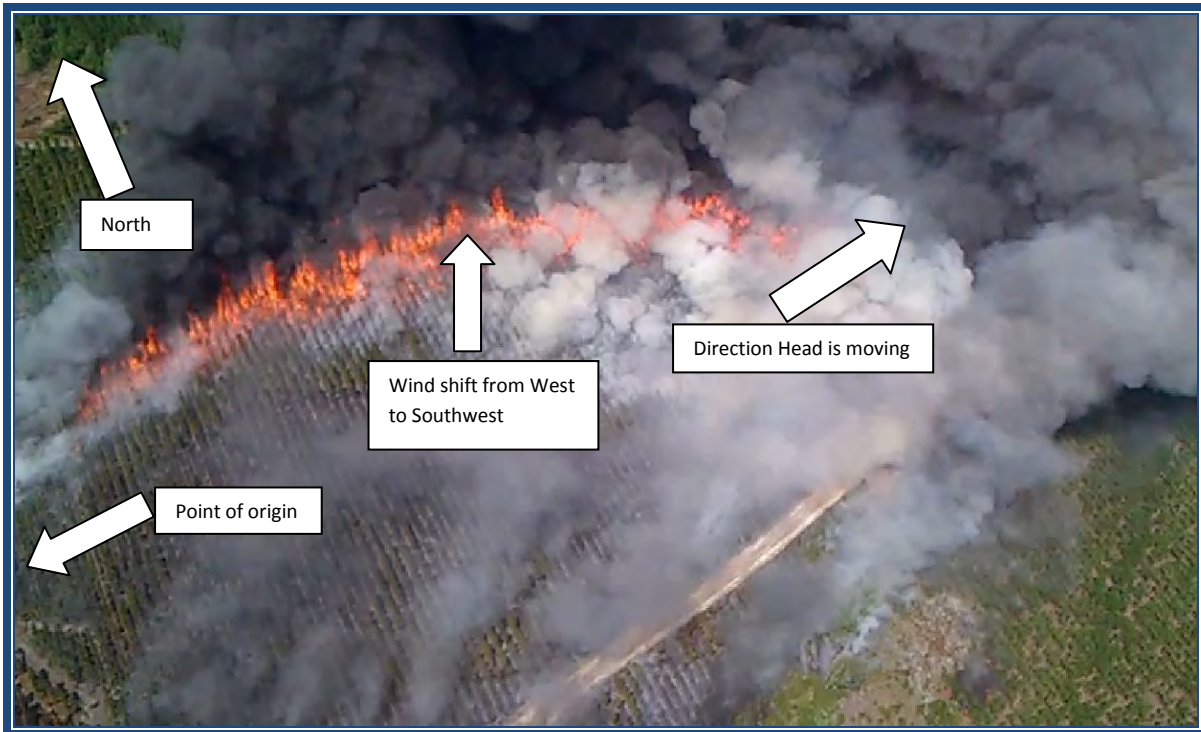 North
Wind shift from West
to Southwest
Direction Head is moving
Point of origin